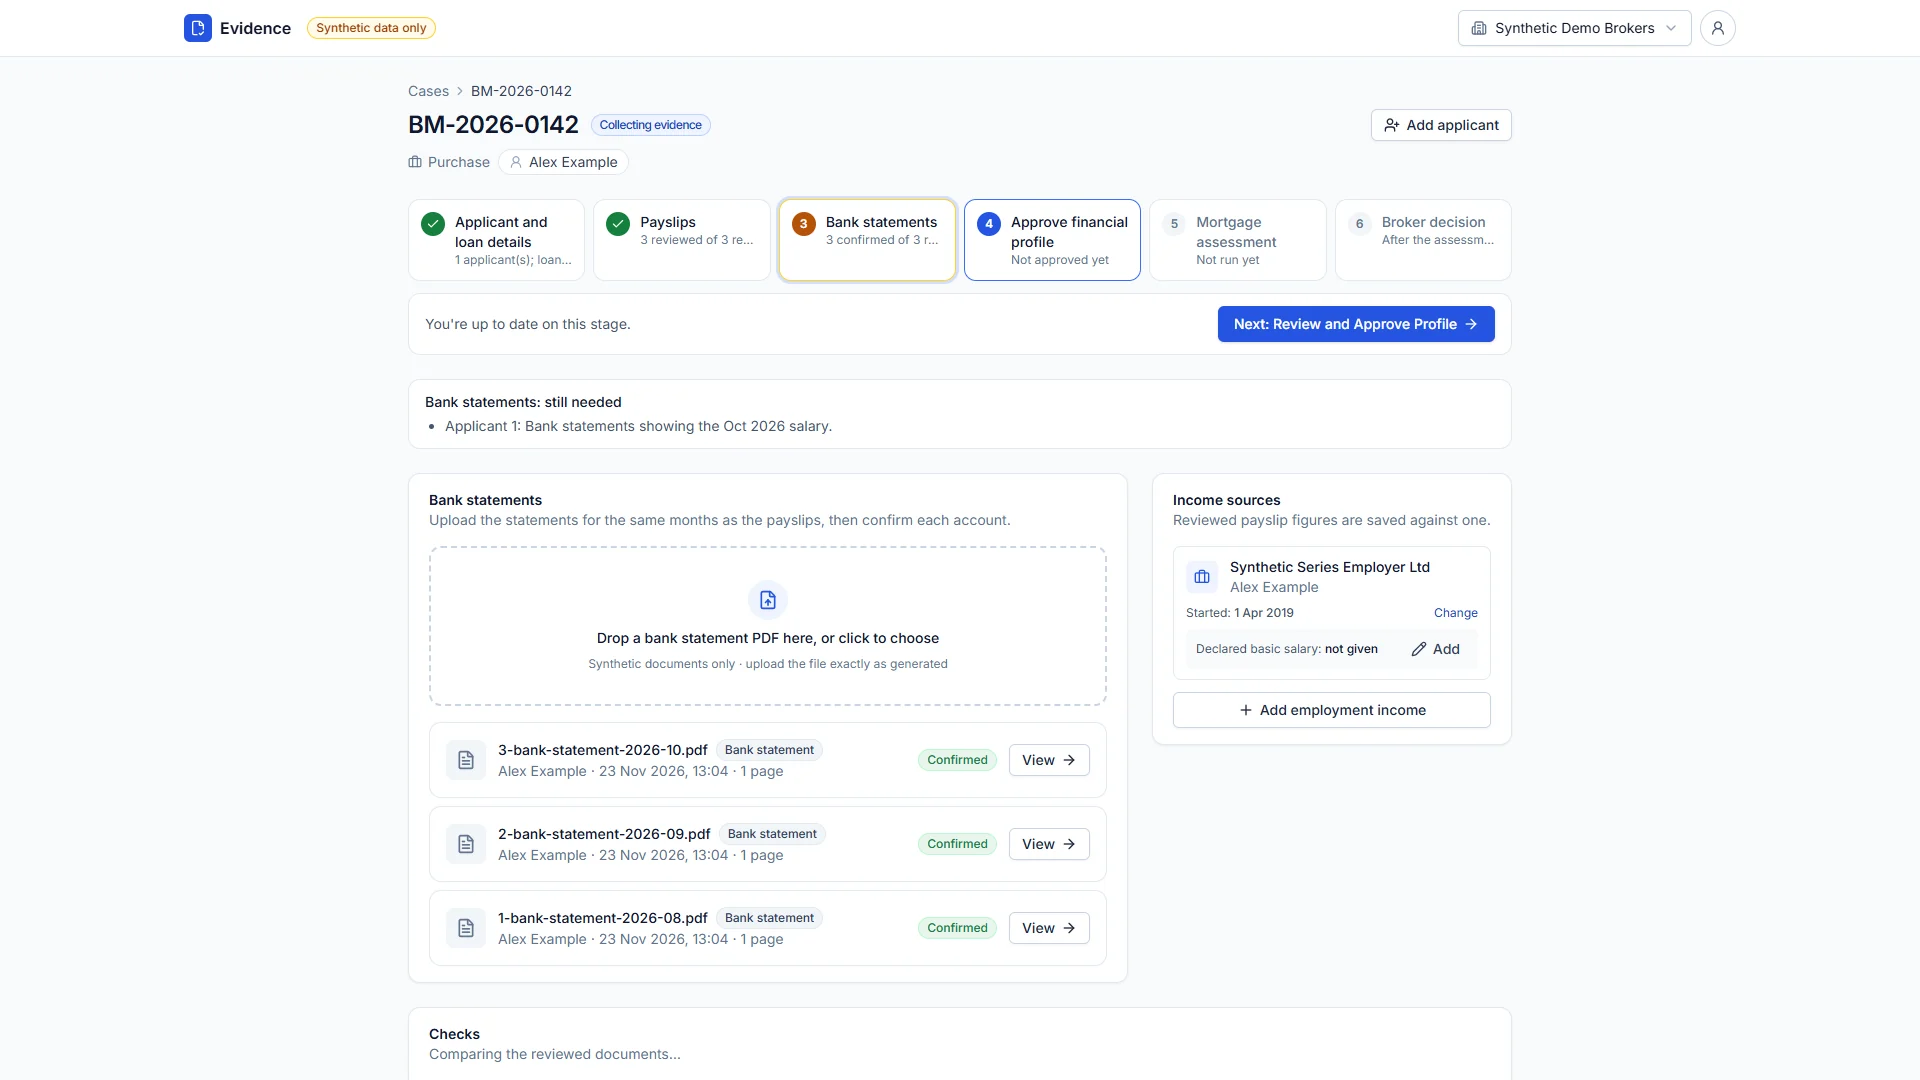 Evidence
Synthetic data only
Synthetic Demo Brokers
Cases > BM-2026-0142
BM-2026-0142
Collecting evidence
Add applicant
Purchase
Alex Example
Applicant and
loan details
1 applicant(s); loan...
Payslips
3 reviewed of 3 re...
3
Bank statements
3 confirmed of 3 r...
4
Approve financial
profile
Not approved yet
5
Mortgage
assessment
Not run yet
6
Broker decision
After the assessm...
You're up to date on this stage.
Next: Review and Approve Profile →
Bank statements: still needed
• Applicant 1: Bank statements showing the Oct 2026 salary.
Bank statements
Upload the statements for the same months as the payslips, then confirm each account.
Drop a bank statement PDF here, or click to choose
Synthetic documents only · upload the file exactly as generated
3-bank-statement-2026-10.pdf
Bank statement
Alex Example · 23 Nov 2026, 13:04 · 1 page
Confirmed
View →
2-bank-statement-2026-09.pdf
Bank statement
Alex Example · 23 Nov 2026, 13:04 · 1 page
Confirmed
View →
1-bank-statement-2026-08.pdf
Bank statement
Alex Example · 23 Nov 2026, 13:04 · 1 page
Confirmed
View →
Income sources
Reviewed payslip figures are saved against one.
Synthetic Series Employer Ltd
Alex Example
Started: 1 Apr 2019
Change
Declared basic salary: not given
Add
+ Add employment income
Checks
Comparing the reviewed documents...